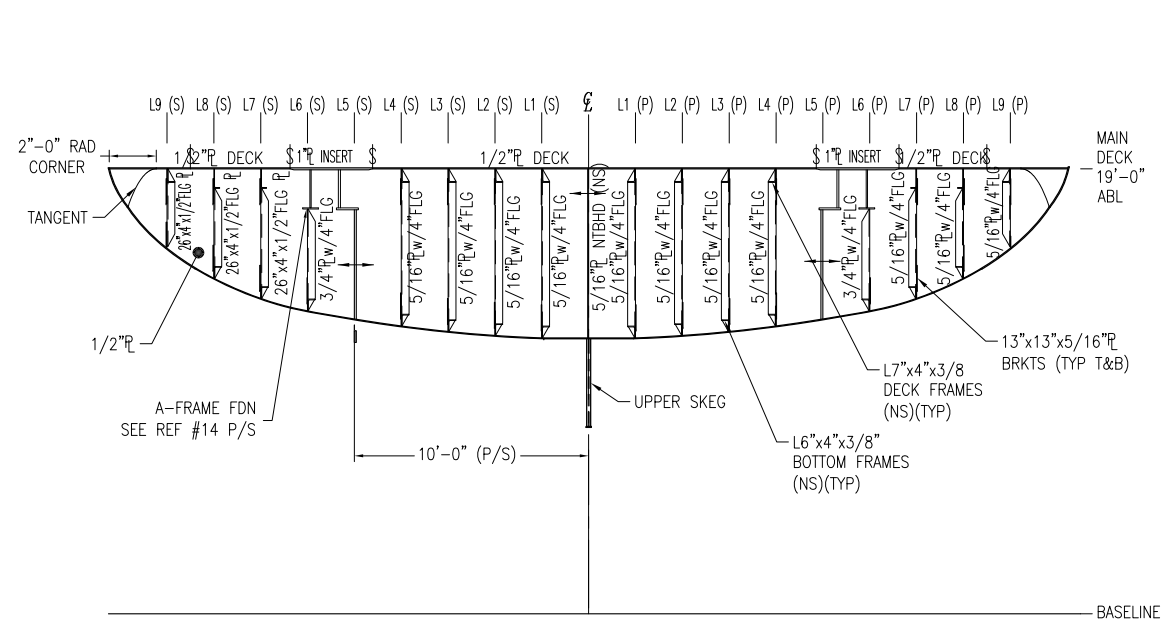 L9 (S) L8 (S) L7 (S) L6 (S) L5 (S) L4 (S) L3 (S) L2 (S) L1 (S) ℄ L1 (P) L2 (P) L3 (P) L4 (P) L5 (P) L6 (P) L7 (P) L8 (P) L9 (P)
2"-0" RAD
CORNER
1/2"℄ DECK
1"℄ INSERT
1/2"℄ DECK
1"℄ INSERT
1/2"℄ DECK
MAIN
DECK
19'-0"
ABL
TANGENT
26"x4"x1/2"FLG ℄
26"x4"x1/2"FLG ℄
26"x4"x1/2"FLG ℄
3/4"℄w/4"FLG
5/16"℄w/4"FLG
5/16"℄w/4"FLG
5/16"℄w/4"FLG
5/16"℄w/4"FLG
5/16"℄ NTBHD (NS)
5/16"℄w/4"FLG
5/16"℄w/4"FLG
5/16"℄w/4"FLG
5/16"℄w/4"FLG
3/4"℄w/4"FLG
5/16"℄w/4"FLG
5/16"℄w/4"FLG
5/16"℄w/4"FLG
1/2"℄
13"x13"x5/16"℄
BRKTS (TYP T&B)
L7"x4"x3/8
DECK FRAMES
(NS)(TYP)
A-FRAME FDN
SEE REF #14 P/S
UPPER SKEG
L6"x4"x3/8"
BOTTOM FRAMES
(NS)(TYP)
10'-0" (P/S)
BASELINE